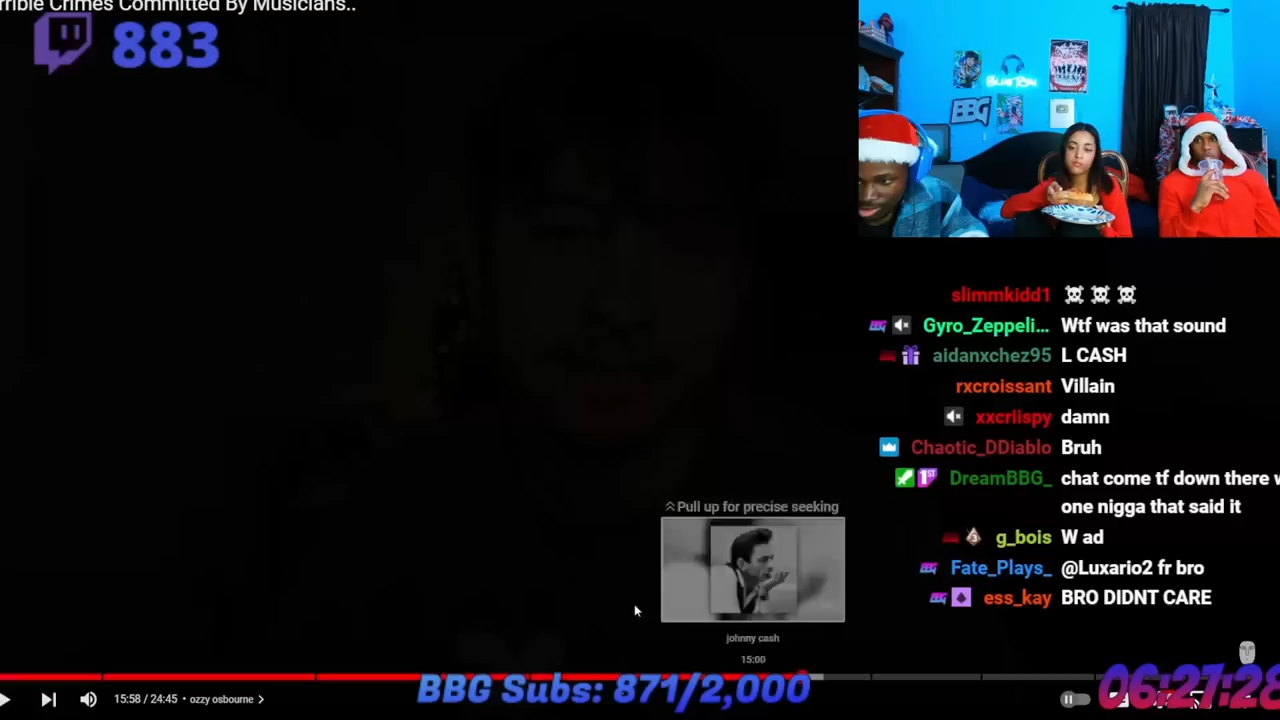 rrible Crimes Committed By Musicians..
883
BBG
slimmkidd1 ☠☠☠
Gyro_Zeppeli... Wtf was that sound
aidanxchez95 L CASH
rxcroissant Villain
xxcrlispy damn
Chaotic_DDiablo Bruh
DreamBBG_ chat come tf down there w
one nigga that said it
g_bois W ad
Fate_Plays_ @Luxario2 fr bro
ess_kay BRO DIDNT CARE
Pull up for precise seeking
johnny cash
15:00
15:58 / 24:45 • ozzy osbourne >
BBG Subs: 871/2,000
06:27:28